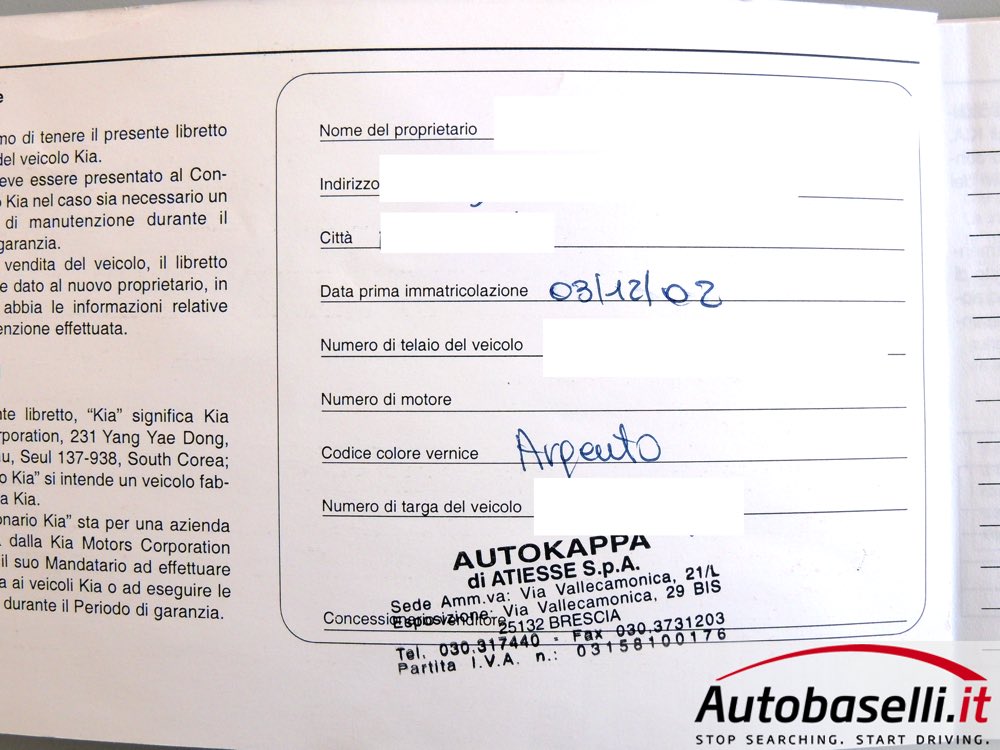 e
mo di tenere il presente libretto
del veicolo Kia.
eve essere presentato al Con-
o Kia nel caso sia necessario un
di manutenzione durante il
garanzia.
vendita del veicolo, il libretto
e dato al nuovo proprietario, in
abbia le informazioni relative
enzione effettuata.
nte libretto, “Kia” significa Kia
rporation, 231 Yang Yae Dong,
u, Seul 137-938, South Corea;
o Kia” si intende un veicolo fab-
a Kia.
onario Kia” sta per una azienda
dalla Kia Motors Corporation
il suo Mandatario ad effettuare
a ai veicoli Kia o ad eseguire le
durante il Periodo di garanzia.
Nome del proprietario
Indirizzo
Città
Data prima immatricolazione 03/12/02
Numero di telaio del veicolo
Numero di motore
Codice colore vernice Argento
Numero di targa del veicolo
Concessionario venditore
AUTOKAPPA
di ATIESSE S.p.A.
Sede Amm.va: Via Vallecamonica, 21/L
Esposizione: Via Vallecamonica, 29 BIS
25132 BRESCIA
Tel. 030.317440 - Fax 030.3731203
Partita I.V.A. n.: 03158100176
Autobaselli.it
STOP SEARCHING. START DRIVING.